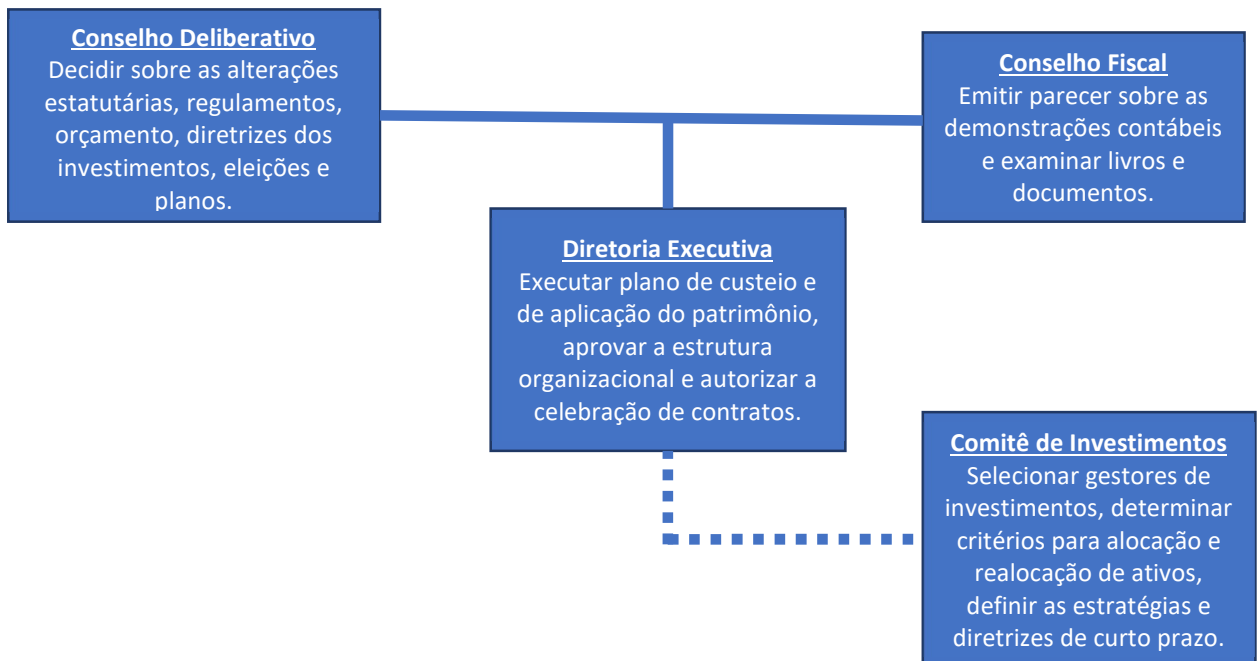 Conselho Deliberativo
Decidir sobre as alterações
estatutárias, regulamentos,
orçamento, diretrizes dos
investimentos, eleições e
planos.
Conselho Fiscal
Emitir parecer sobre as
demonstrações contábeis
e examinar livros e
documentos.
Diretoria Executiva
Executar plano de custeio e
de aplicação do patrimônio,
aprovar a estrutura
organizacional e autorizar a
celebração de contratos.
Comitê de Investimentos
Selecionar gestores de
investimentos, determinar
critérios para alocação e
realocação de ativos,
definir as estratégias e
diretrizes de curto prazo.